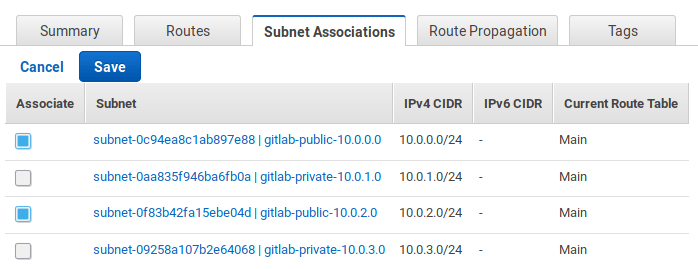 Summary Routes Subnet Associations Route Propagation Tags
Cancel Save
Associate Subnet IPv4 CIDR IPv6 CIDR Current Route Table
subnet-0c94ea8c1ab897e88 | gitlab-public-10.0.0.0 10.0.0.0/24 - Main
subnet-0aa835f946ba6fb0a | gitlab-private-10.0.1.0 10.0.1.0/24 - Main
subnet-0f83b42fa15ebe04d | gitlab-public-10.0.2.0 10.0.2.0/24 - Main
subnet-09258a107b2e64068 | gitlab-private-10.0.3.0 10.0.3.0/24 - Main